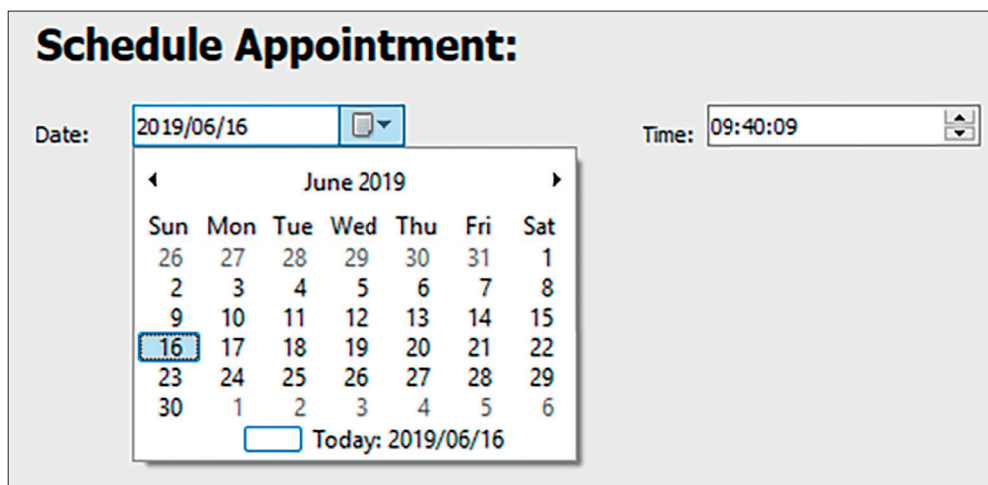 Schedule Appointment:
Date: 2019/06/16 Time: 09:40:09
June 2019
Sun Mon Tue Wed Thu Fri Sat
26 27 28 29 30 31 1
2 3 4 5 6 7 8
9 10 11 12 13 14 15
16 17 18 19 20 21 22
23 24 25 26 27 28 29
30 1 2 3 4 5 6
Today: 2019/06/16